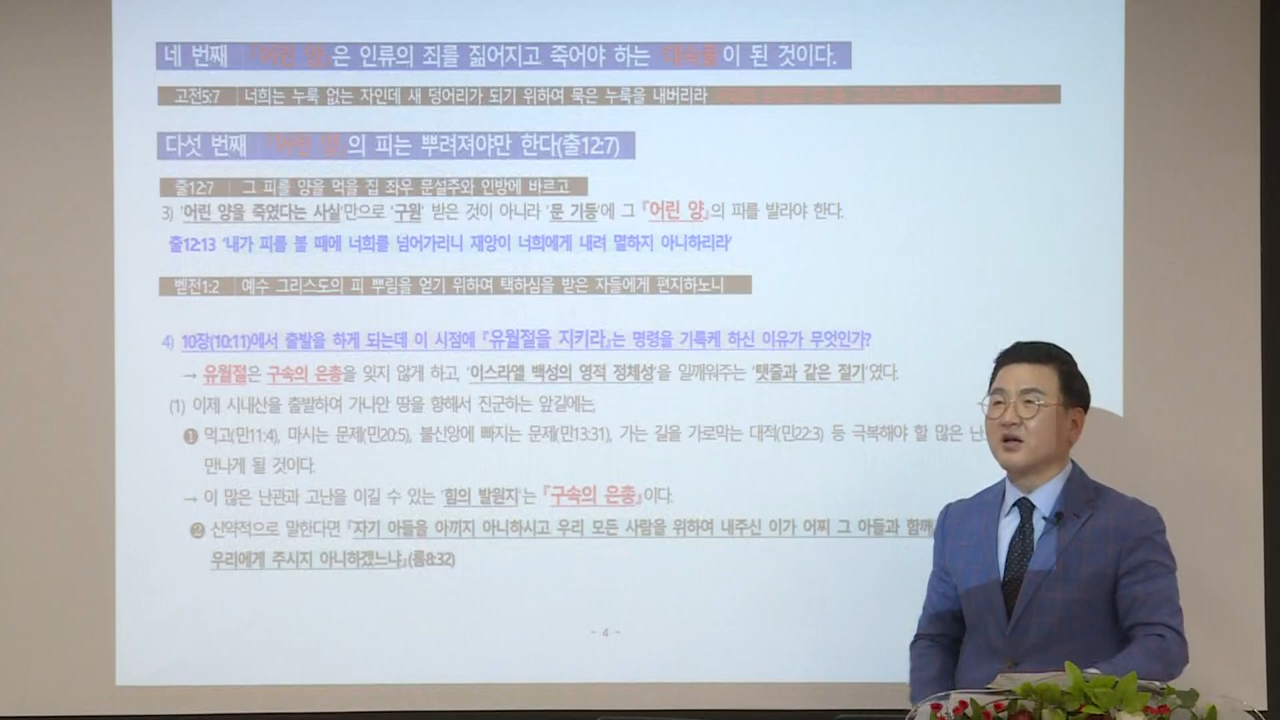 네 번째 『어린 양』은 인류의 죄를 짊어지고 죽어야 하는 '대속물'이 된 것이다.
고전5:7 너희는 누룩 없는 자인데 새 덩어리가 되기 위하여 묵은 누룩을 내버리라
다섯 번째 『어린 양』의 피는 뿌려져야만 한다(출12:7)
출12:7 그 피를 양을 먹을 집 좌우 문설주와 인방에 바르고
3) '어린 양을 죽였다는 사실'만으로 '구원' 받은 것이 아니라 '문 기둥'에 그 『어린 양』의 피를 발라야 한다.
출12:13 '내가 피를 볼 때에 너희를 넘어가리니 재앙이 너희에게 내려 멸하지 아니하리라'
벧전1:2 예수 그리스도의 피 뿌림을 얻기 위하여 택하심을 받은 자들에게 편지하노니
4) 10장(10:11)에서 출발을 하게 되는데 이 시점에 『유월절을 지키라』는 명령을 기록케 하신 이유가 무엇인가?
→ 유월절은 구속의 은총을 잊지 않게 하고, '이스라엘 백성의 영적 정체성'을 일깨워주는 '탯줄과 같은 절기'였다.
(1) 이제 시내산을 출발하여 가나안 땅을 향해서 진군하는 앞길에는,
❶ 먹고(민11:4), 마시는 문제(민20:5), 불신앙에 빠지는 문제(민13:31), 가는 길을 가로막는 대적(민22:3) 등 극복해야 할 많은
만나게 될 것이다.
→ 이 많은 난관과 고난을 이길 수 있는 '힘의 발원지'는 『구속의 은총』이다.
❷ 신약적으로 말한다면 『자기 아들을 아끼지 아니하시고 우리 모든 사람을 위하여 내주신 이가 어찌 그 아들과 함께
우리에게 주시지 아니하겠느냐』(롬8:32)
- 4 -